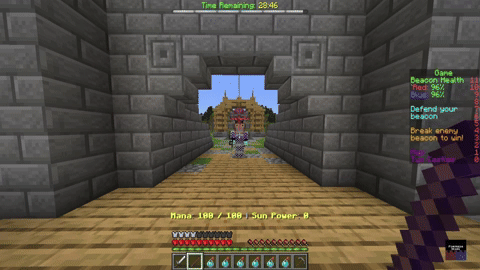 Time Remaining: 28:46
Game
Beacon Health
Red: 96%
Blue: 96%
Defend your
beacon
Break enemy
beacon to win!
Mana 100 / 100 ; Sun Power 0